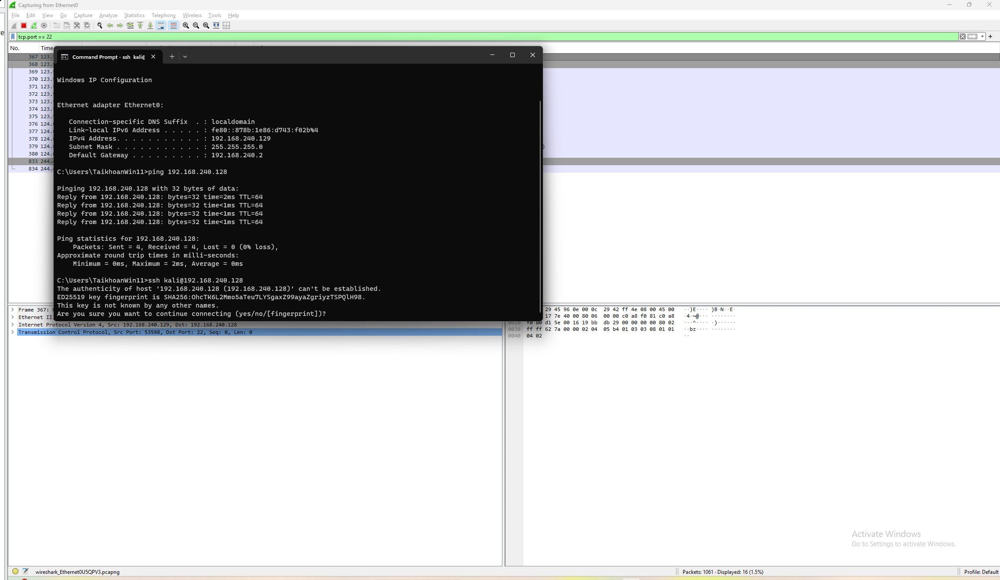 Capturing from Ethernet0
File Edit View Go Capture Analyze Statistics Telephony Wireless Tools Help
tcp.port == 22
No. Time
367 123.
368 123.
369 123.
370 123.
371 123.
372 123.
373 123.
374 123.
375 123.
376 124.
377 124.
378 124.
379 124.
380 124.
833 244.
834 244.
Command Prompt - ssh kali@
Windows IP Configuration
Ethernet adapter Ethernet0:
Connection-specific DNS Suffix . : localdomain
Link-local IPv6 Address . . . . . : fe80::878b:1e86:d743:f02b%4
IPv4 Address. . . . . . . . . . . : 192.168.240.129
Subnet Mask . . . . . . . . . . . : 255.255.255.0
Default Gateway . . . . . . . . . : 192.168.240.2
C:\Users\TaikhoanWin11>ping 192.168.240.128
Pinging 192.168.240.128 with 32 bytes of data:
Reply from 192.168.240.128: bytes=32 time=2ms TTL=64
Reply from 192.168.240.128: bytes=32 time<1ms TTL=64
Reply from 192.168.240.128: bytes=32 time<1ms TTL=64
Reply from 192.168.240.128: bytes=32 time<1ms TTL=64
Ping statistics for 192.168.240.128:
Packets: Sent = 4, Received = 4, Lost = 0 (0% loss),
Approximate round trip times in milli-seconds:
Minimum = 0ms, Maximum = 2ms, Average = 0ms
C:\Users\TaikhoanWin11>ssh kali@192.168.240.128
The authenticity of host '192.168.240.128 (192.168.240.128)' can't be established.
ED25519 key fingerprint is SHA256:OhcTK6L2Mmo5aTeu7LYSgaxZ99ayaZgriyzTSPQlH98.
This key is not known by any other names.
Are you sure you want to continue connecting (yes/no/[fingerprint])?
Frame 367:
Ethernet II,
Internet Protocol Version 4, Src: 192.168.240.129, Dst: 192.168.240.128
Transmission Control Protocol, Src Port: 53598, Dst Port: 22, Seq: 0, Len: 0
29 45 96 0e 00 0c 29 42 ff 4e 08 00 45 00 ··)E···· )B·N··E·
17 7e 40 00 80 06 00 00 c0 a8 f0 81 c0 a8 ·4·~@··· ········
0020 f0 80 d1 5e 00 16 19 bb db 29 00 00 00 00 80 02 ···^···· ·)······
0030 ff ff 62 7a 00 00 02 04 05 b4 01 03 03 08 01 01 ··bz···· ········
0040 04 02 ··
Activate Windows
Go to Settings to activate Windows.
wireshark_Ethernet0U5QPV3.pcapng
Packets: 1061 · Displayed: 16 (1.5%)
Profile: Default